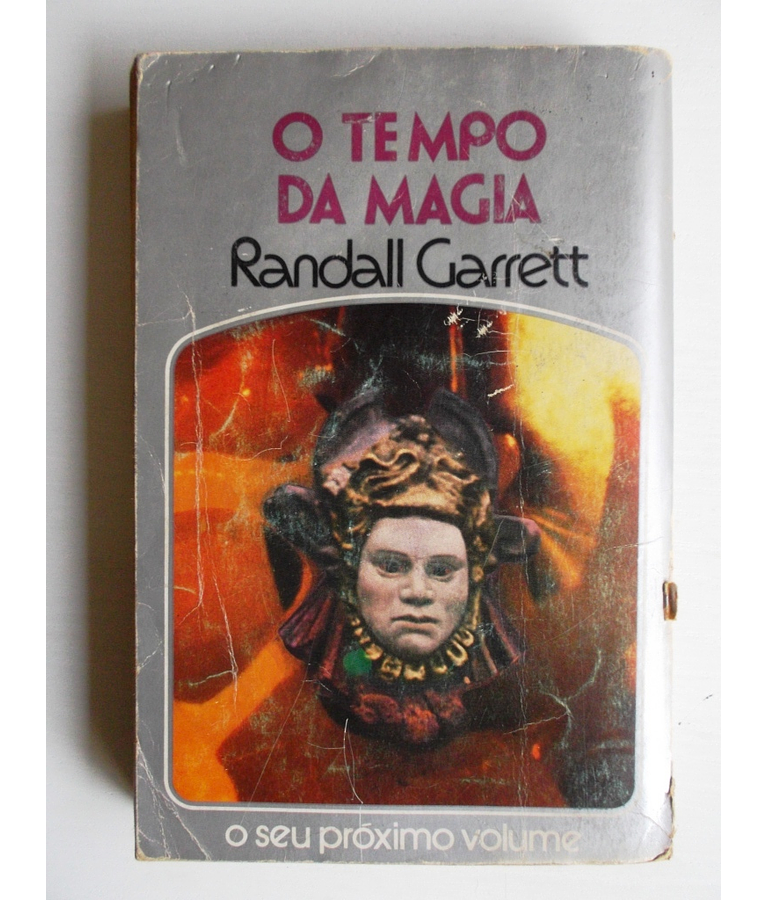 O TEMPO
DA MAGIA
Randall Garrett
o seu próximo volume